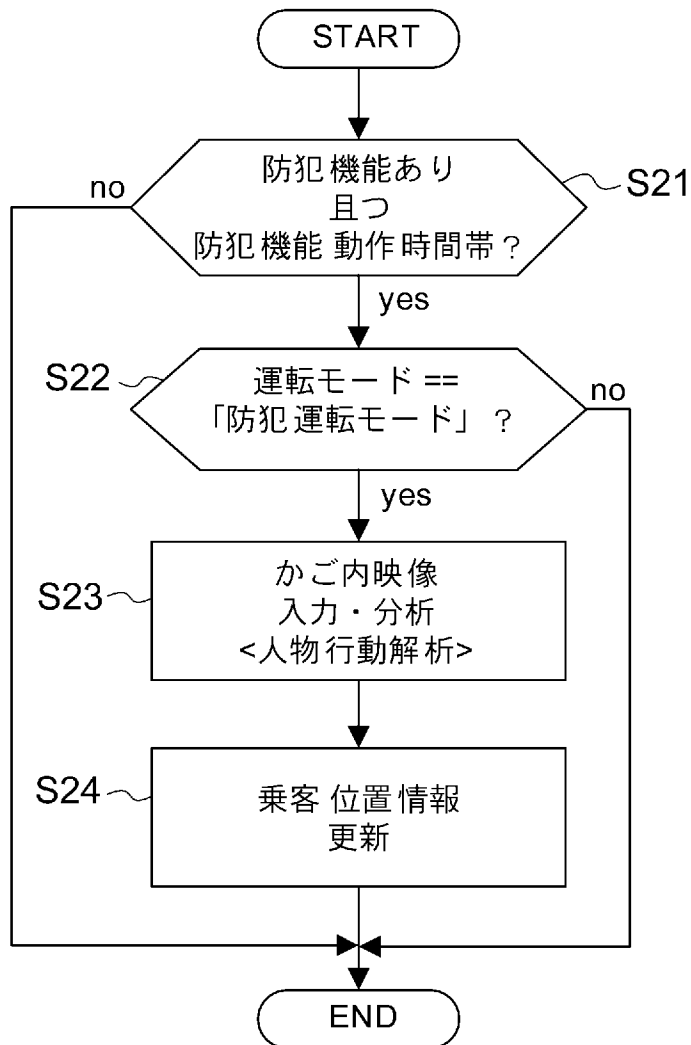 START
防犯機能あり
且つ
防犯機能動作時間帯？
S21
no
yes
S22
運転モード ==
「防犯運転モード」？
no
yes
S23
かご内映像
入力・分析
<人物行動解析>
S24
乗客位置情報
更新
END